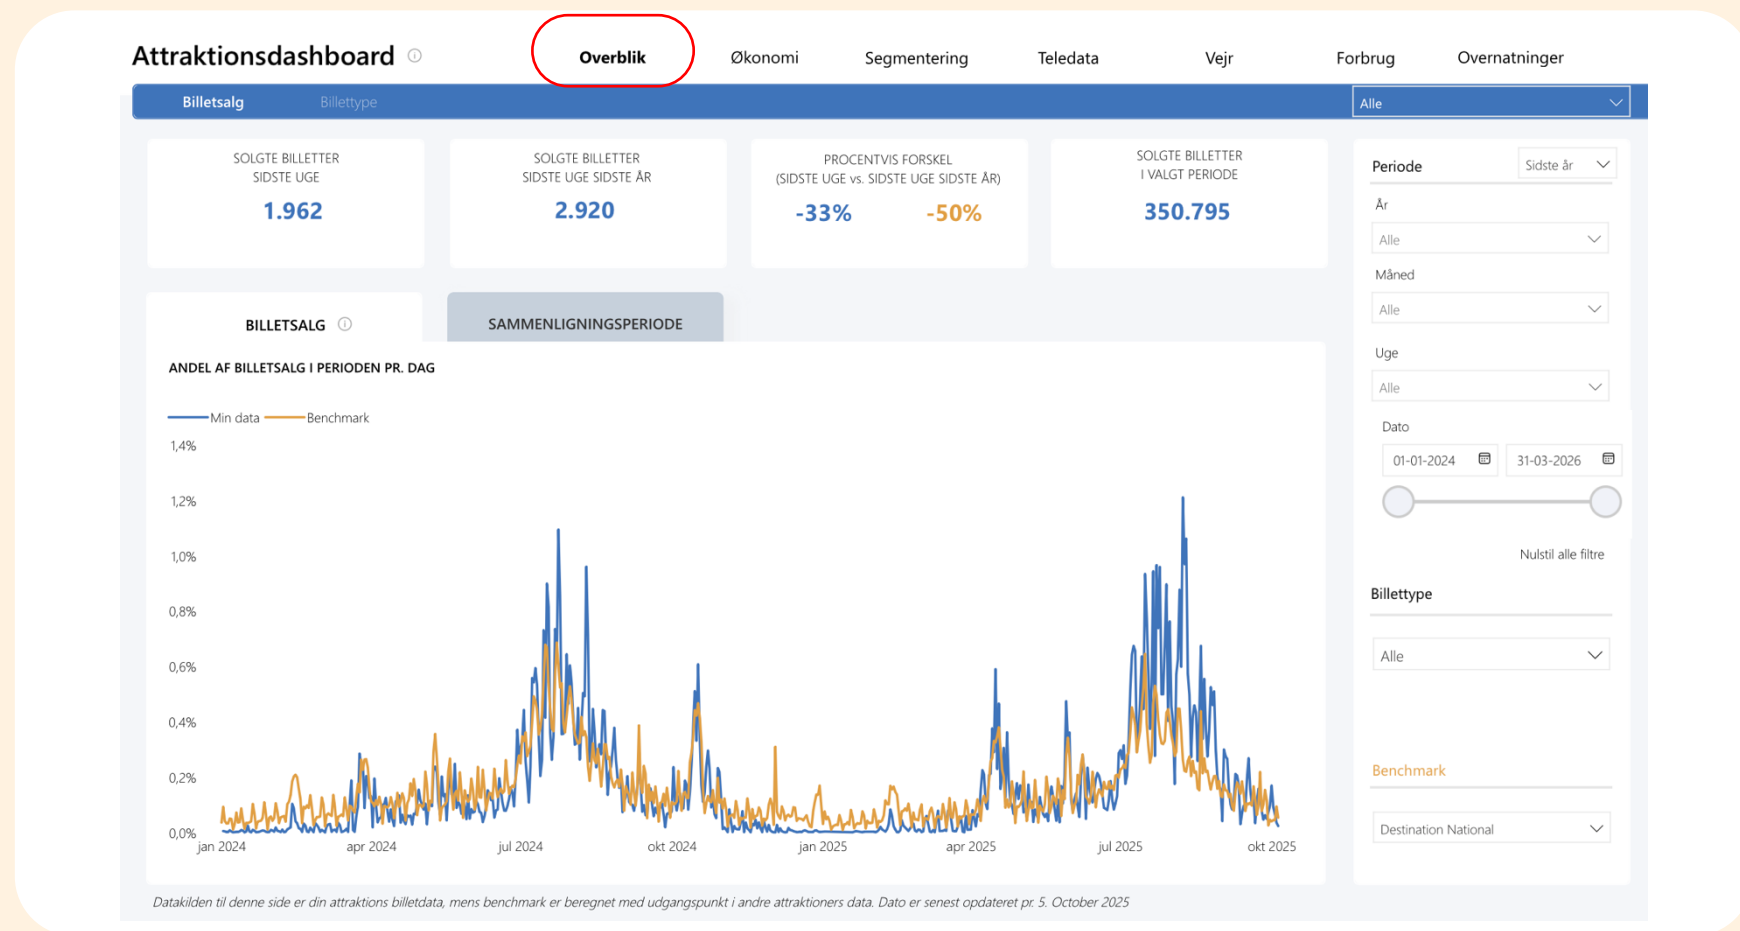 Attraktionsdashboard
Overblik
Økonomi
Segmentering
Teledata
Vejr
Forbrug
Overnatninger
Billetsalg
Billettype
Alle
SOLGTE BILLETTER
SIDSTE UGE
1.962
SOLGTE BILLETTER
SIDSTE UGE SIDSTE ÅR
2.920
PROCENTVIS FORSKEL
(SIDSTE UGE vs. SIDSTE UGE SIDSTE ÅR)
-33% -50%
SOLGTE BILLETTER
I VALGT PERIODE
350.795
BILLETSALG
SAMMENLIGNINGSPERIODE
ANDEL AF BILLETSALG I PERIODEN PR. DAG
Min data
Benchmark
1,4%
1,2%
1,0%
0,8%
0,6%
0,4%
0,2%
0,0%
jan 2024
apr 2024
jul 2024
okt 2024
jan 2025
apr 2025
jul 2025
okt 2025
Periode
Sidste år
År
Alle
Måned
Alle
Uge
Alle
Dato
01-01-2024
31-03-2026
Nulstil alle filtre
Billettype
Alle
Benchmark
Destination National
Datakilden til denne side er din attraktions billetdata, mens benchmark er beregnet med udgangspunkt i andre attraktioners data. Dato er senest opdateret pr. 5. October 2025